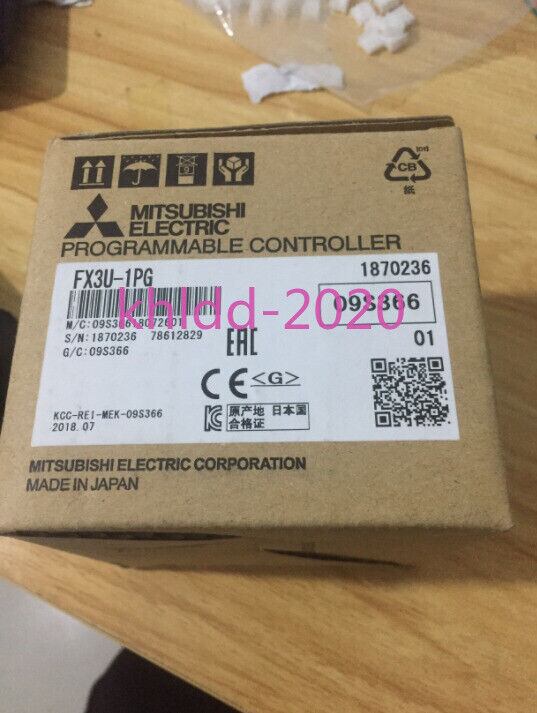 CB
紙
MITSUBISHI
ELECTRIC
PROGRAMMABLE CONTROLLER
FX3U-1PG
1870236
khldd-2020
09S366
S/N:1870236 78612829
01
G/C:09S366
EAC
CE <G>
KCC-REI-MEK-09S366
2018.07
原产地 日本国
合格证
MITSUBISHI ELECTRIC CORPORATION
MADE IN JAPAN